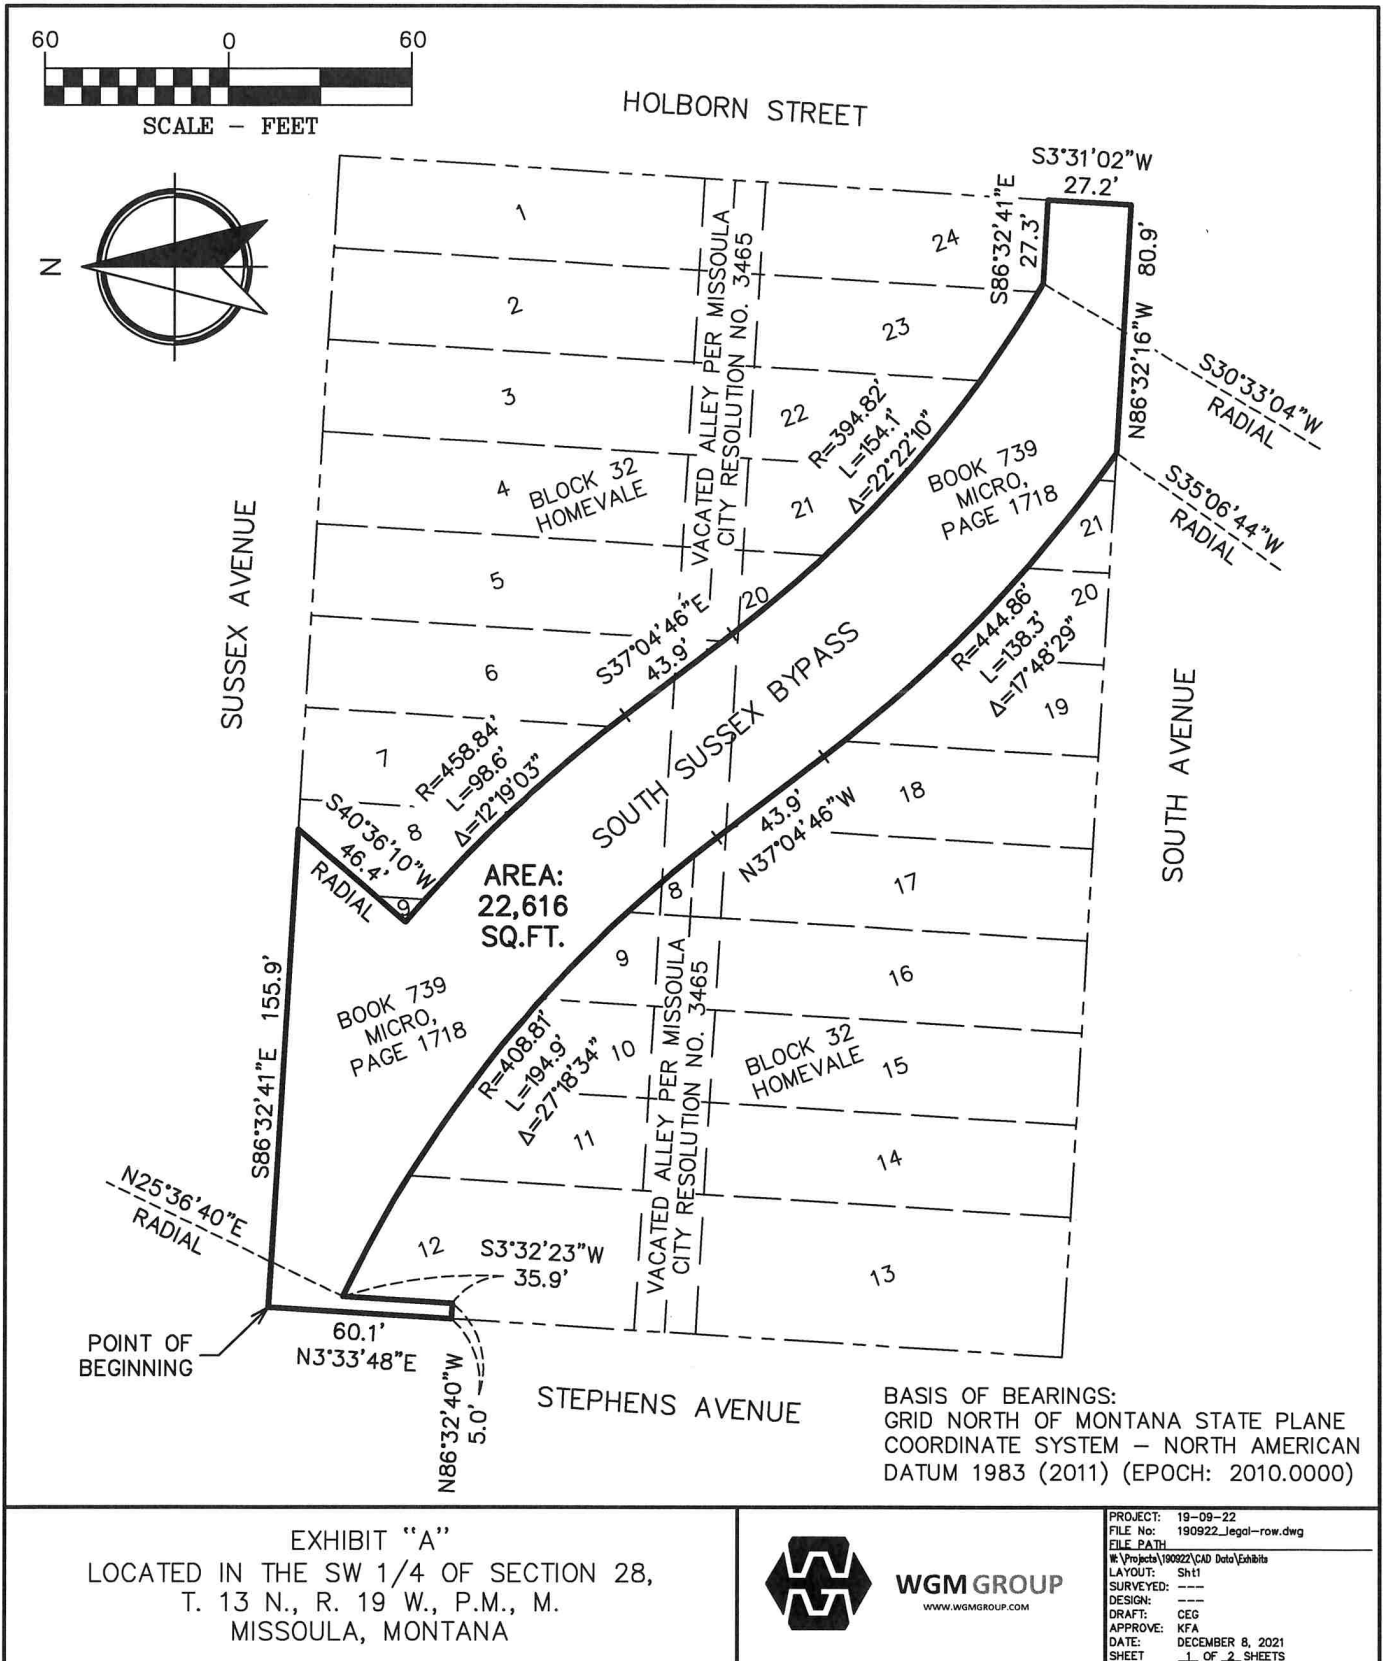 60 0 60
SCALE – FEET
HOLBORN STREET
N
S3°31'02"W
27.2'
S86°32'41"E
27.3'
80.9'
N86°32'16"W
S30°33'04"W
RADIAL
S35°06'44"W
RADIAL
1
2
3
4
5
6
7
8
9
24
23
22
21
20
VACATED ALLEY PER MISSOULA
CITY RESOLUTION NO. 3465
BLOCK 32
HOMEVALE
R=394.82'
L=154.1'
Δ=22°22'10"
BOOK 739
MICRO,
PAGE 1718
SUSSEX AVENUE
S37°04'46"E
43.9'
R=458.84'
L=98.6'
Δ=12°19'03"
S40°36'10"W
46.4'
RADIAL
SOUTH SUSSEX BYPASS
AREA:
22,616
SQ.FT.
R=444.86'
L=138.3'
Δ=17°48'29"
21
20
19
18
17
16
15
14
13
SOUTH AVENUE
43.9'
N37°04'46"W
8
9
10
11
12
BOOK 739
MICRO,
PAGE 1718
R=408.81'
L=194.9'
Δ=27°18'34"
VACATED ALLEY PER MISSOULA
CITY RESOLUTION NO. 3465
BLOCK 32
HOMEVALE
S86°32'41"E 155.9'
N25°36'40"E
RADIAL
S3°32'23"W
35.9'
POINT OF
BEGINNING
60.1'
N3°33'48"E
N86°32'40"W
5.0'
STEPHENS AVENUE
BASIS OF BEARINGS:
GRID NORTH OF MONTANA STATE PLANE
COORDINATE SYSTEM – NORTH AMERICAN
DATUM 1983 (2011) (EPOCH: 2010.0000)
EXHIBIT "A"
LOCATED IN THE SW 1/4 OF SECTION 28,
T. 13 N., R. 19 W., P.M., M.
MISSOULA, MONTANA
WGM GROUP
WWW.WGMGROUP.COM
PROJECT: 19-09-22
FILE No: 190922_legal-row.dwg
FILE PATH
W:\Projects\190922\CAD Data\Exhibits
LAYOUT: Sht1
SURVEYED: ---
DESIGN: ---
DRAFT: CEG
APPROVE: KFA
DATE: DECEMBER 8, 2021
SHEET 1 OF 2 SHEETS